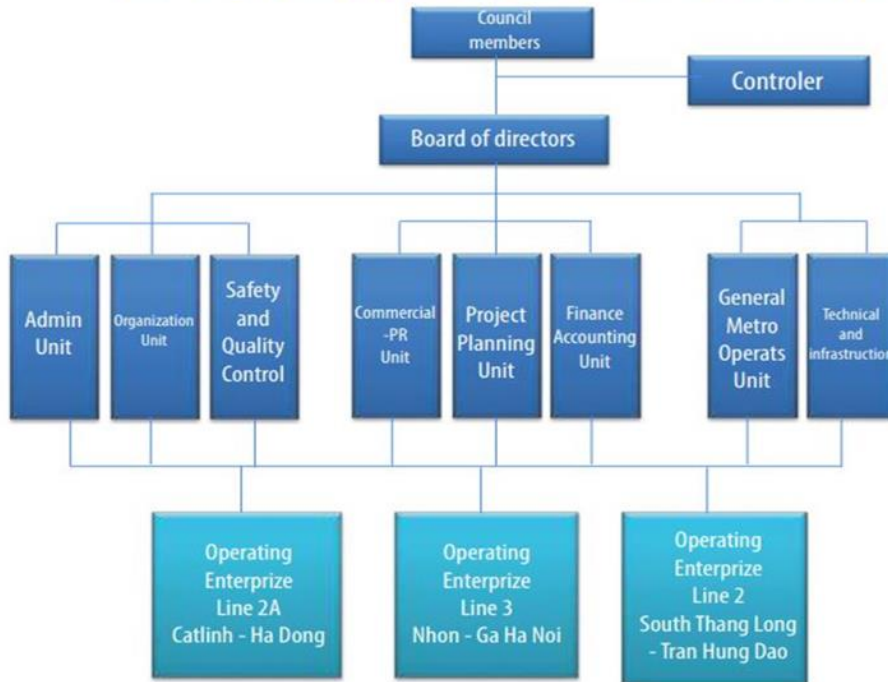 Council
members
Controler
Board of directors
Admin
Unit
Organization
Unit
Safety
and
Quality
Control
Commercial
-PR
Unit
Project
Planning
Unit
Finance
Accounting
Unit
General
Metro
Operats
Unit
Technical
and
infrastruction
Operating
Enterprize
Line 2A
Catlinh - Ha Dong
Operating
Enterprize
Line 3
Nhon - Ga Ha Noi
Operating
Enterprize
Line 2
South Thang Long
- Tran Hung Dao